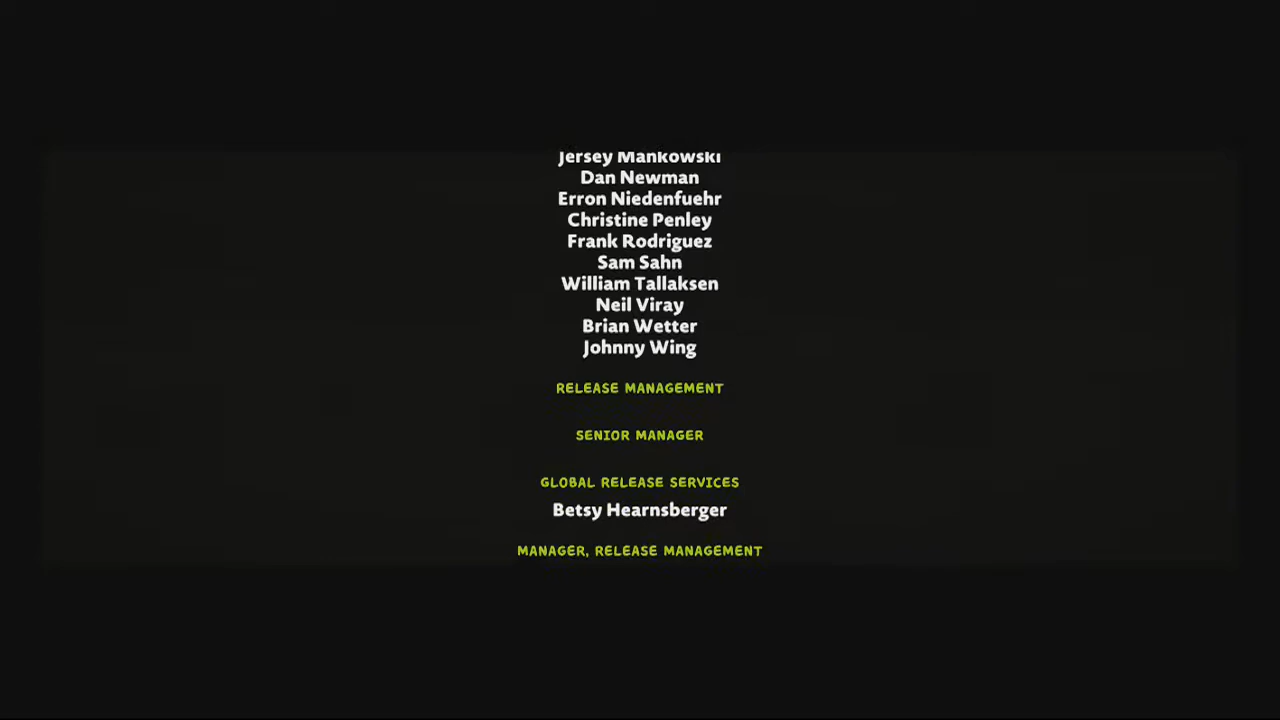 Jersey Mankowski
Dan Newman
Erron Niedenfuehr
Christine Penley
Frank Rodriguez
Sam Sahn
William Tallaksen
Neil Viray
Brian Wetter
Johnny Wing
RELEASE MANAGEMENT
SENIOR MANAGER
GLOBAL RELEASE SERVICES
Betsy Hearnsberger
MANAGER, RELEASE MANAGEMENT